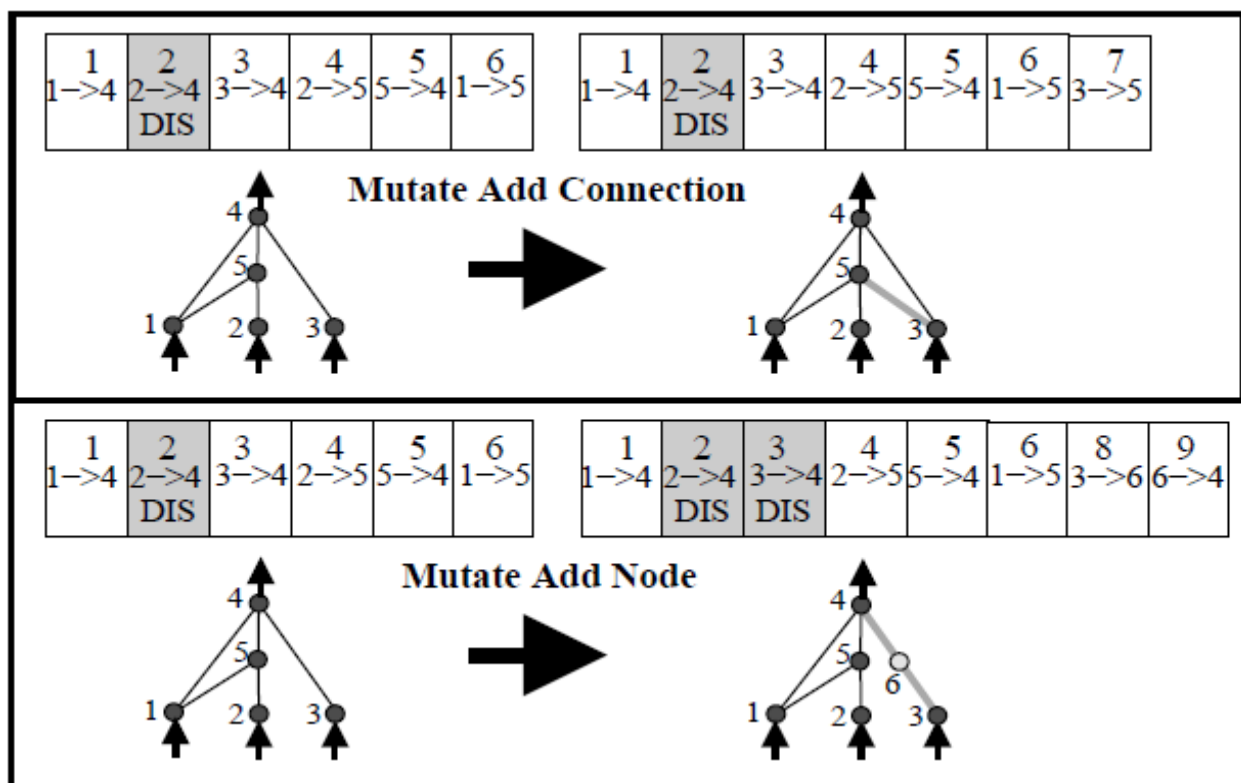 1 2 3 4 5 6
1->4 2->4 3->4 2->5 5->4 1->5
DIS
1 2 3 4 5 6 7
1->4 2->4 3->4 2->5 5->4 1->5 3->5
DIS
Mutate Add Connection
4
5
1 2 3
4
5
1 2 3
1 2 3 4 5 6
1->4 2->4 3->4 2->5 5->4 1->5
DIS
1 2 3 4 5 6 8 9
1->4 2->4 3->4 2->5 5->4 1->5 3->6 6->4
DIS DIS
Mutate Add Node
4
5
1 2 3
4
5
6
1 2 3